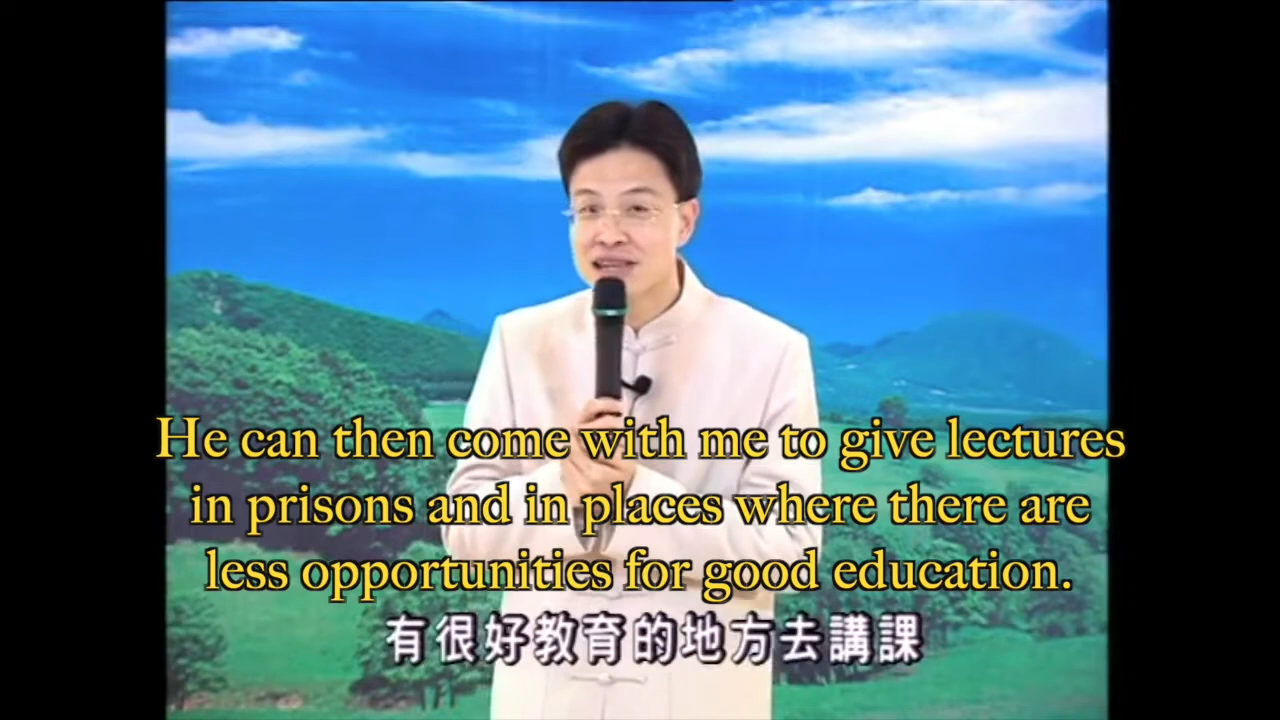 He can then come with me to give lectures
in prisons and in places where there are
less opportunities for good education.
有很好教育的地方去講課